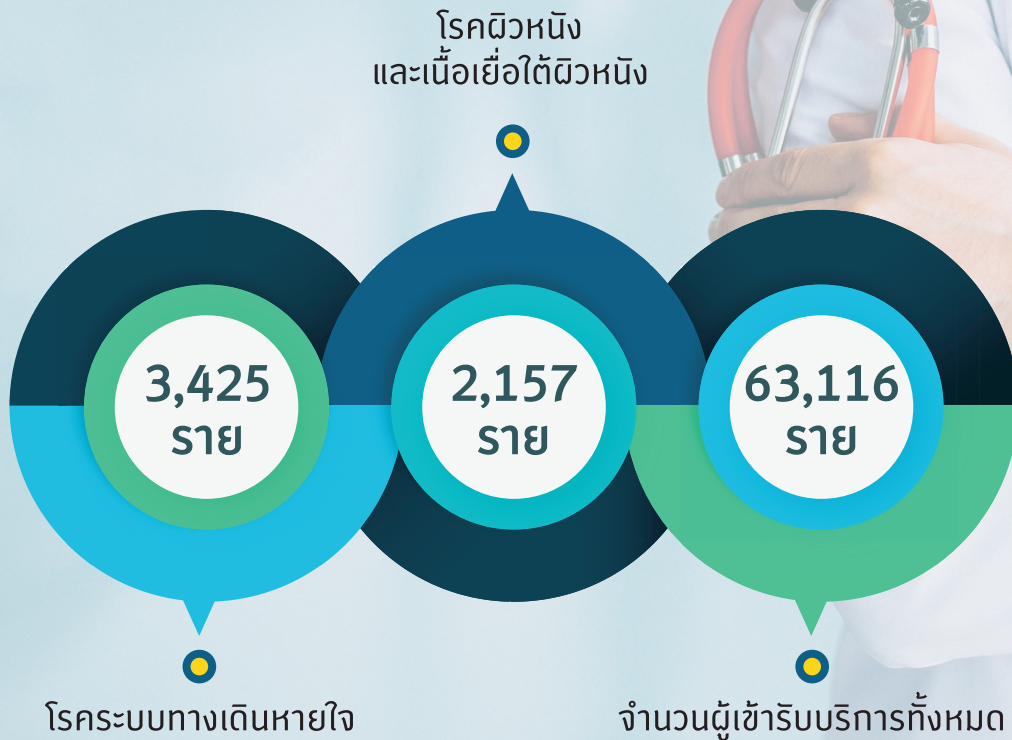 โรคผิวหนัง
และเนื้อเยื่อใต้ผิวหนัง
3,425
ราย
2,157
ราย
63,116
ราย
โรคระบบทางเดินหายใจ
จำนวนผู้เข้ารับบริการทั้งหมด